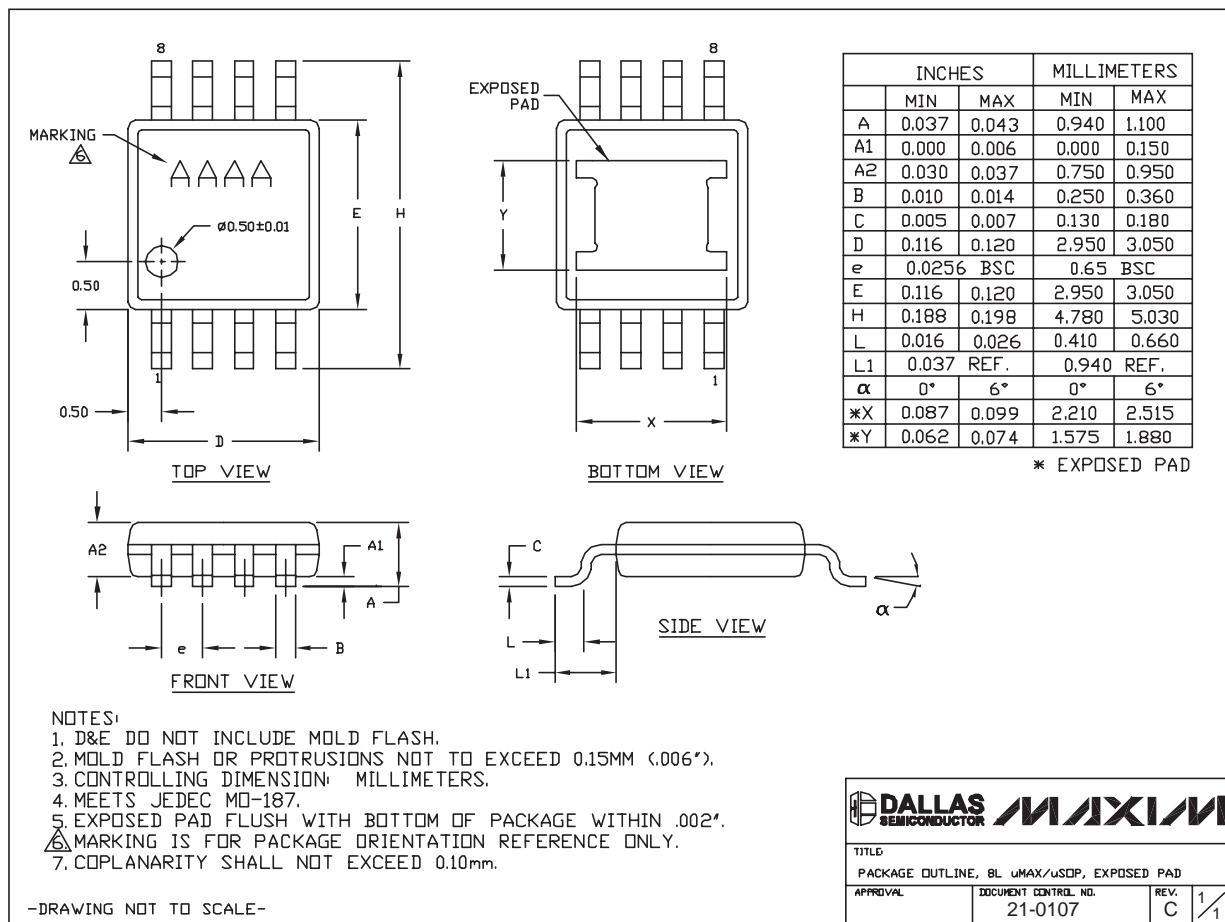 8
MARKING
6
AAAA
Ø0.50±0.01
0.50
E
H
1
0.50
D
TOP VIEW
8
EXPOSED
PAD
Y
1
X
BOTTOM VIEW
INCHES MILLIMETERS
MIN MAX MIN MAX
A 0.037 0.043 0.940 1.100
A1 0.000 0.006 0.000 0.150
A2 0.030 0.037 0.750 0.950
B 0.010 0.014 0.250 0.360
C 0.005 0.007 0.130 0.180
D 0.116 0.120 2.950 3.050
e 0.0256 BSC 0.65 BSC
E 0.116 0.120 2.950 3.050
H 0.188 0.198 4.780 5.030
L 0.016 0.026 0.410 0.660
L1 0.037 REF. 0.940 REF.
α 0° 6° 0° 6°
*X 0.087 0.099 2.210 2.515
*Y 0.062 0.074 1.575 1.880
* EXPOSED PAD
A2
A1
A
e
B
FRONT VIEW
C
L
L1
SIDE VIEW
α
NOTES:
1. D&E DO NOT INCLUDE MOLD FLASH.
2. MOLD FLASH OR PROTRUSIONS NOT TO EXCEED 0.15MM (.006").
3. CONTROLLING DIMENSION: MILLIMETERS.
4. MEETS JEDEC MO-187.
5. EXPOSED PAD FLUSH WITH BOTTOM OF PACKAGE WITHIN .002".
6. MARKING IS FOR PACKAGE ORIENTATION REFERENCE ONLY.
7. COPLANARITY SHALL NOT EXCEED 0.10mm.
-DRAWING NOT TO SCALE-
DALLAS
SEMICONDUCTOR
MAXIM
TITLE:
PACKAGE OUTLINE, 8L uMAX/uSOP, EXPOSED PAD
APPROVAL DOCUMENT CONTROL NO. REV.
21-0107 C 1/1